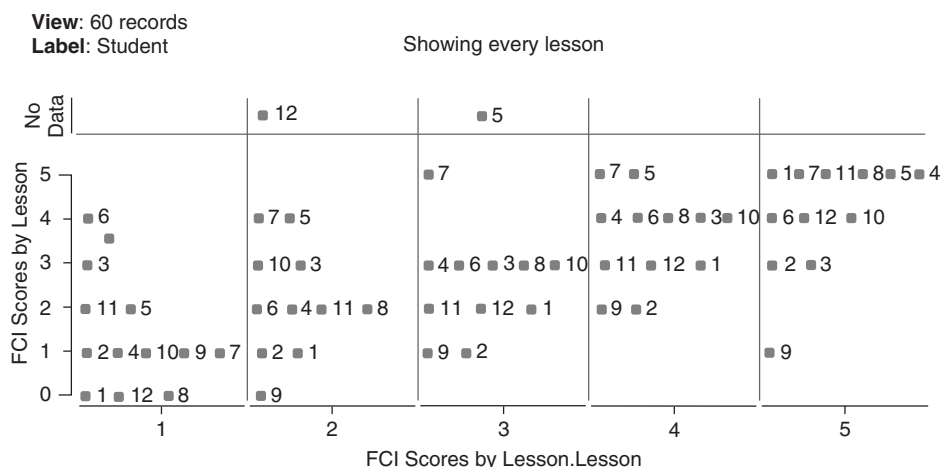 View: 60 records
Label: Student
Showing every lesson
No Data
12
5
FCI Scores by Lesson
5
7
7 5
1 7 11 8 5 4
4
6
7 5
4 6 8 3 10
6 12 10
3
3
10 3
4 6 3 8 10
11 12 1
2 3
2
11 5
6 4 11 8
11 12 1
9 2
1
2 4 10 9 7
2 1
9 2
9
0
1 12 8
9
1 2 3 4 5
FCI Scores by Lesson.Lesson